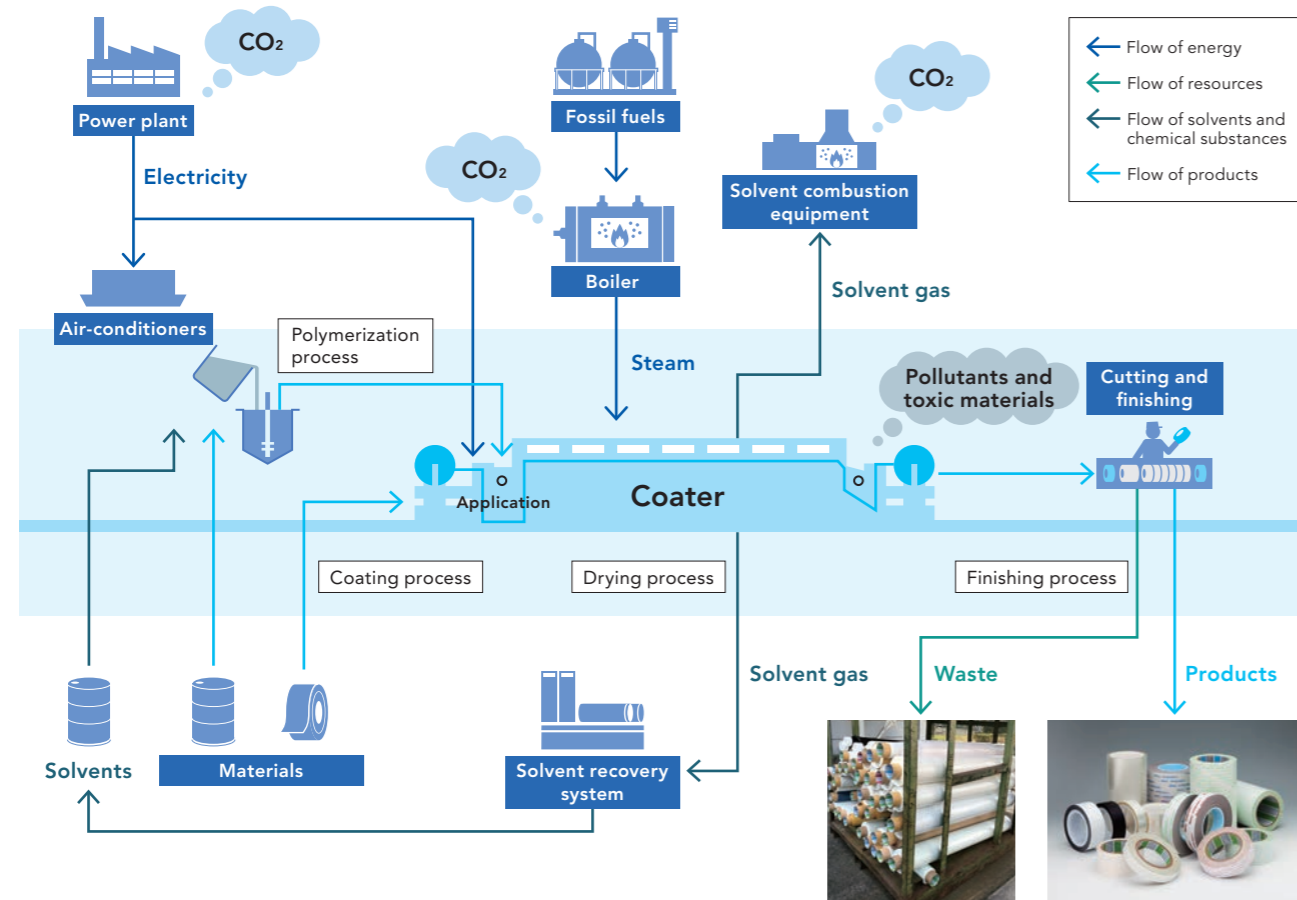 CO2
Power plant
Electricity
Air-conditioners
Fossil fuels
CO2
Boiler
Steam
CO2
Solvent combustion
equipment
Solvent gas
Flow of energy
Flow of resources
Flow of solvents and
chemical substances
Flow of products
Polymerization
process
Pollutants and
toxic materials
Cutting and
finishing
Application
Coater
Coating process
Drying process
Finishing process
Solvents
Materials
Solvent recovery
system
Solvent gas
Waste
Products